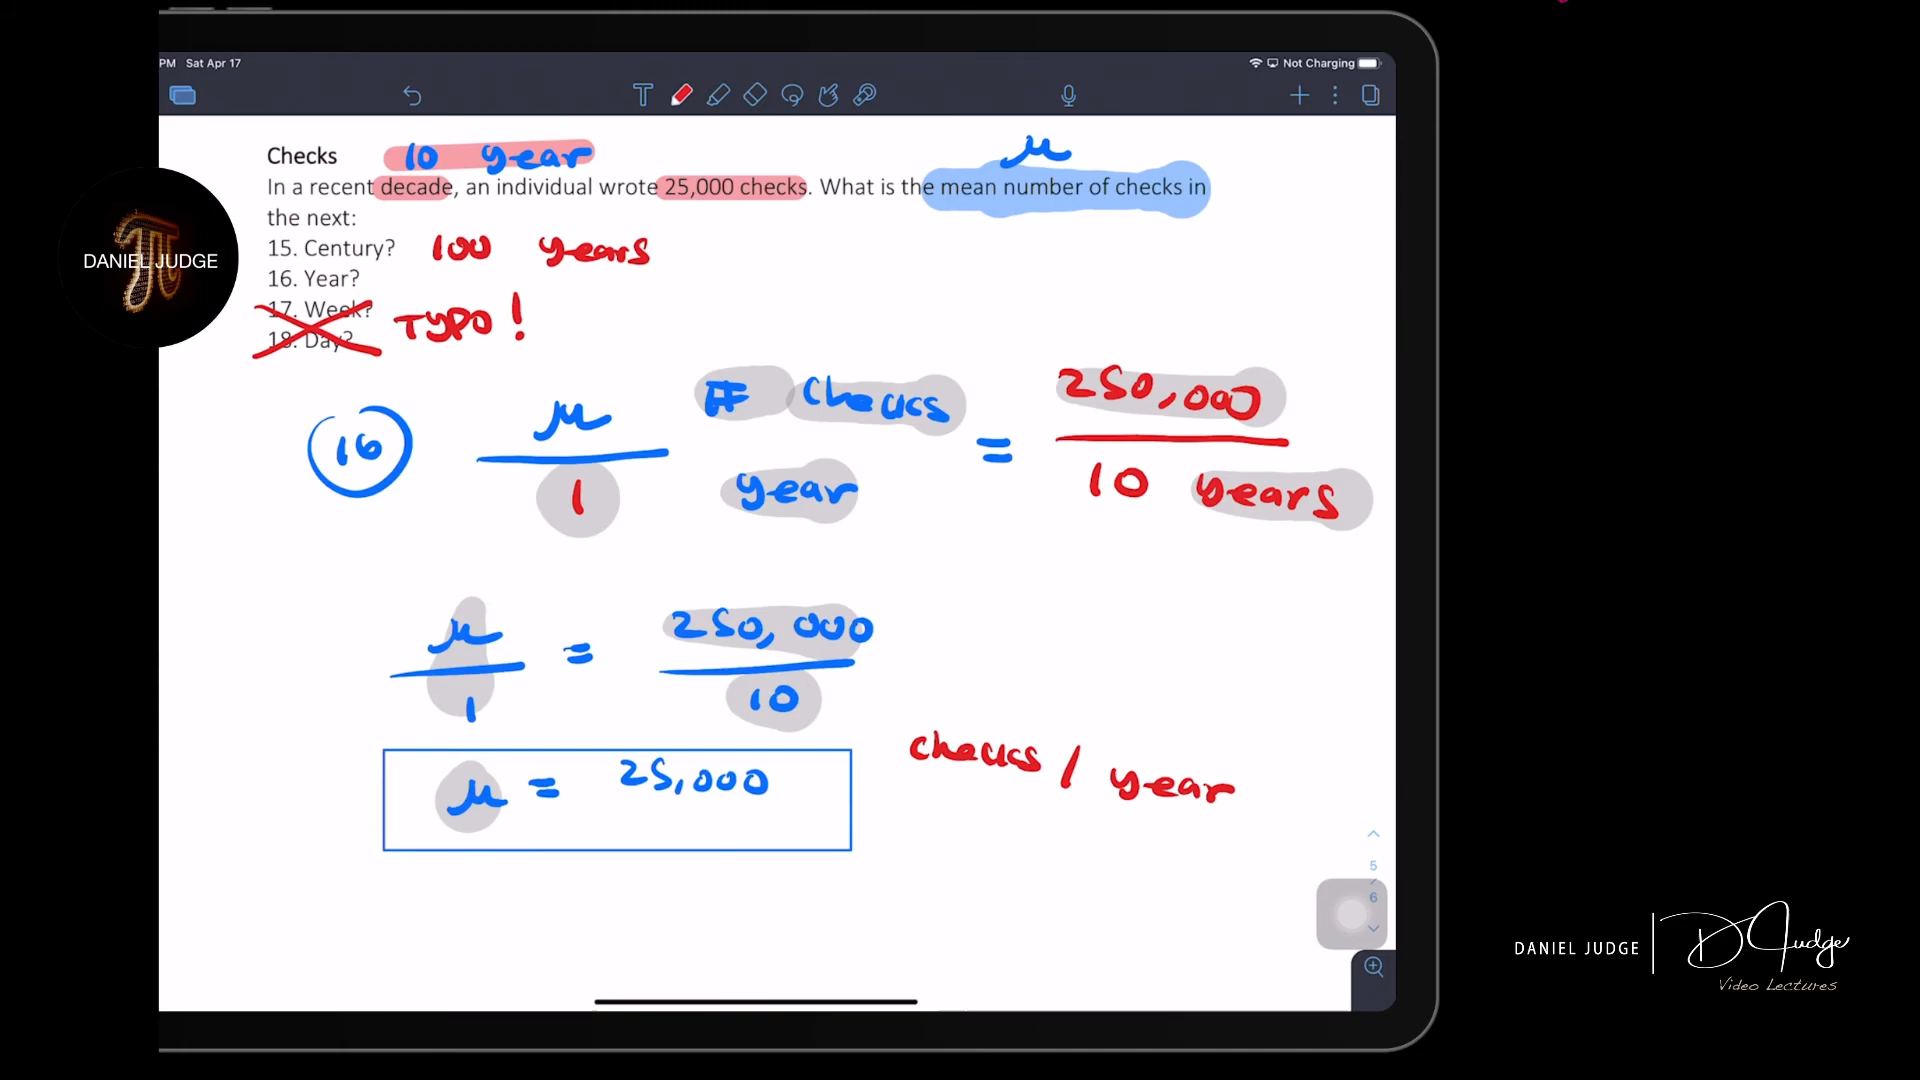 PM Sat Apr 17
Not Charging
T
Checks 10 year μ
In a recent decade, an individual wrote 25,000 checks. What is the mean number of checks in
the next:
15. Century? 100 years
16. Year?
17. Week?
18. Day? TYPO!
DANIEL JUDGE
16 μ / 1 # checks / year = 250,000 / 10 years
μ / 1 = 250,000 / 10
μ = 25,000 checks / year
5
6
DANIEL JUDGE DJudge
Video Lectures